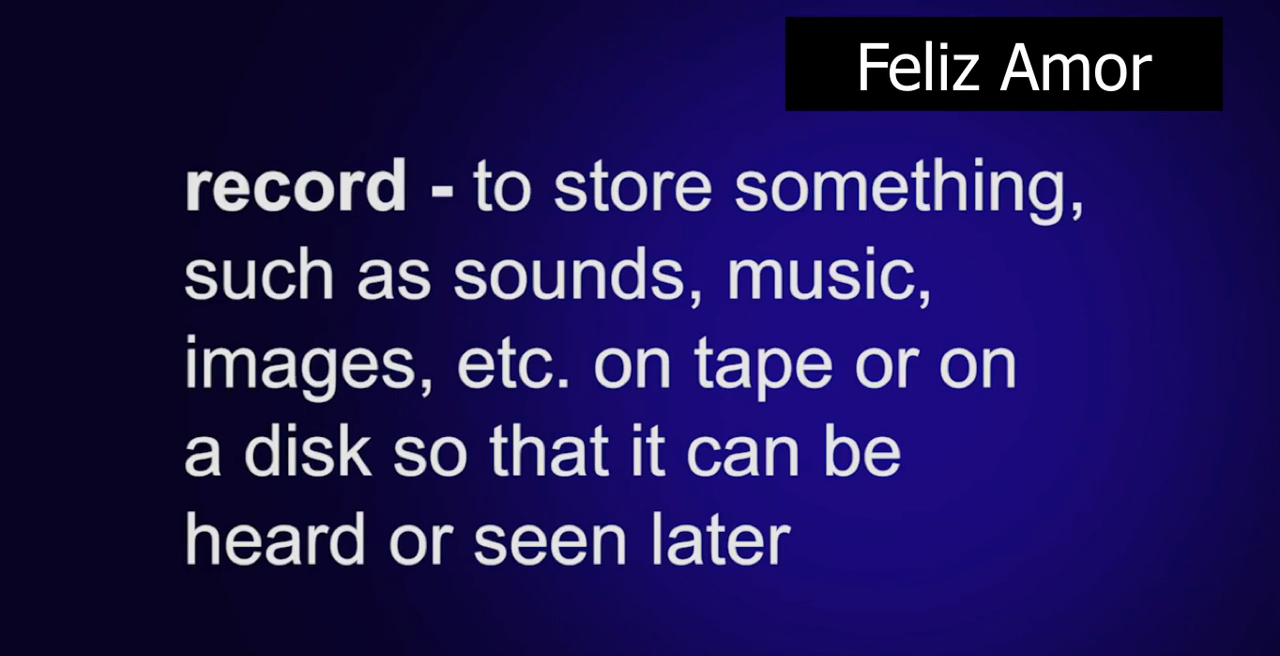 Feliz Amor
record - to store something,
such as sounds, music,
images, etc. on tape or on
a disk so that it can be
heard or seen later